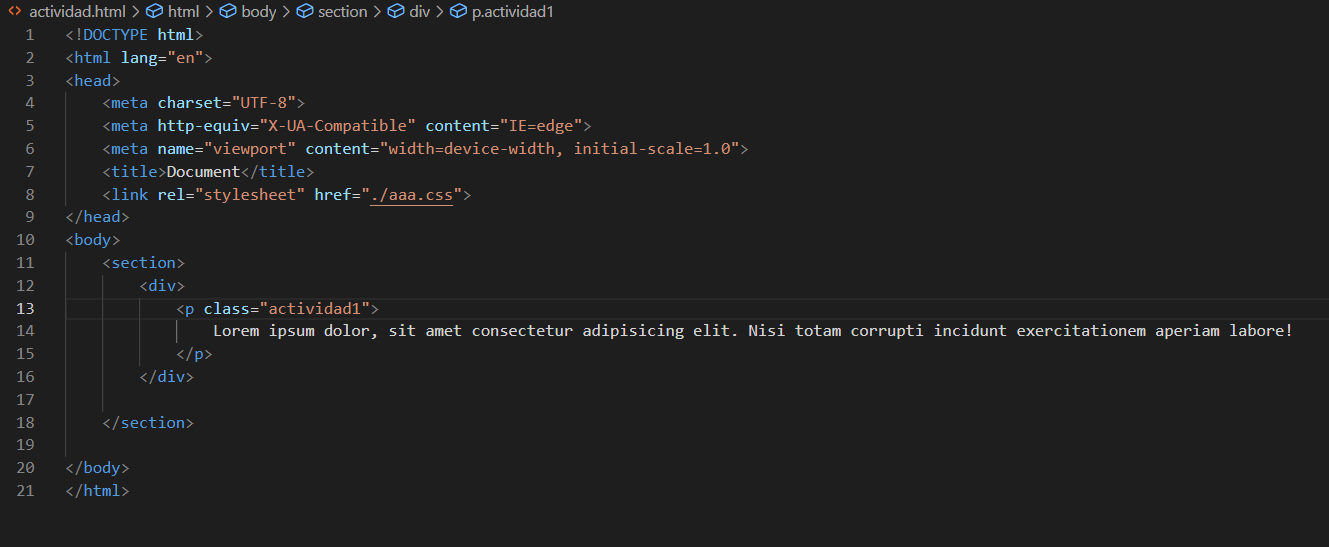 actividad.html > html > body > section > div > p.actividad1
1 <!DOCTYPE html>
2 <html lang="en">
3 <head>
4     <meta charset="UTF-8">
5     <meta http-equiv="X-UA-Compatible" content="IE=edge">
6     <meta name="viewport" content="width=device-width, initial-scale=1.0">
7     <title>Document</title>
8     <link rel="stylesheet" href="./aaa.css">
9 </head>
10 <body>
11     <section>
12         <div>
13             <p class="actividad1">
14                 Lorem ipsum dolor, sit amet consectetur adipisicing elit. Nisi totam corrupti incidunt exercitationem aperiam labore!
15             </p>
16         </div>
17
18     </section>
19
20 </body>
21 </html>